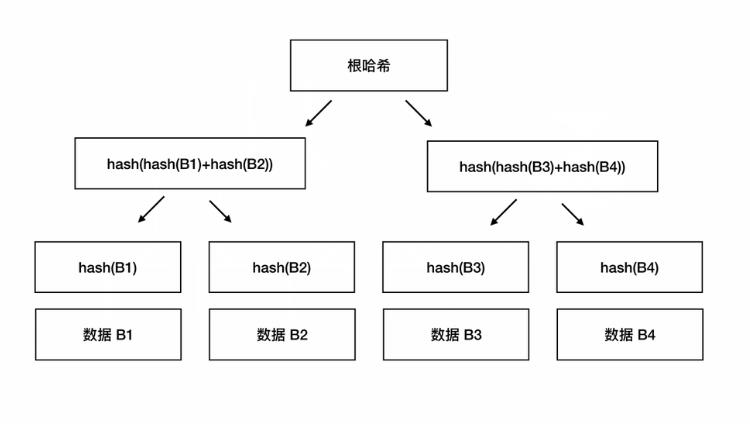 根哈希
hash(hash(B1)+hash(B2))
hash(hash(B3)+hash(B4))
hash(B1)
hash(B2)
hash(B3)
hash(B4)
数据 B1
数据 B2
数据 B3
数据 B4